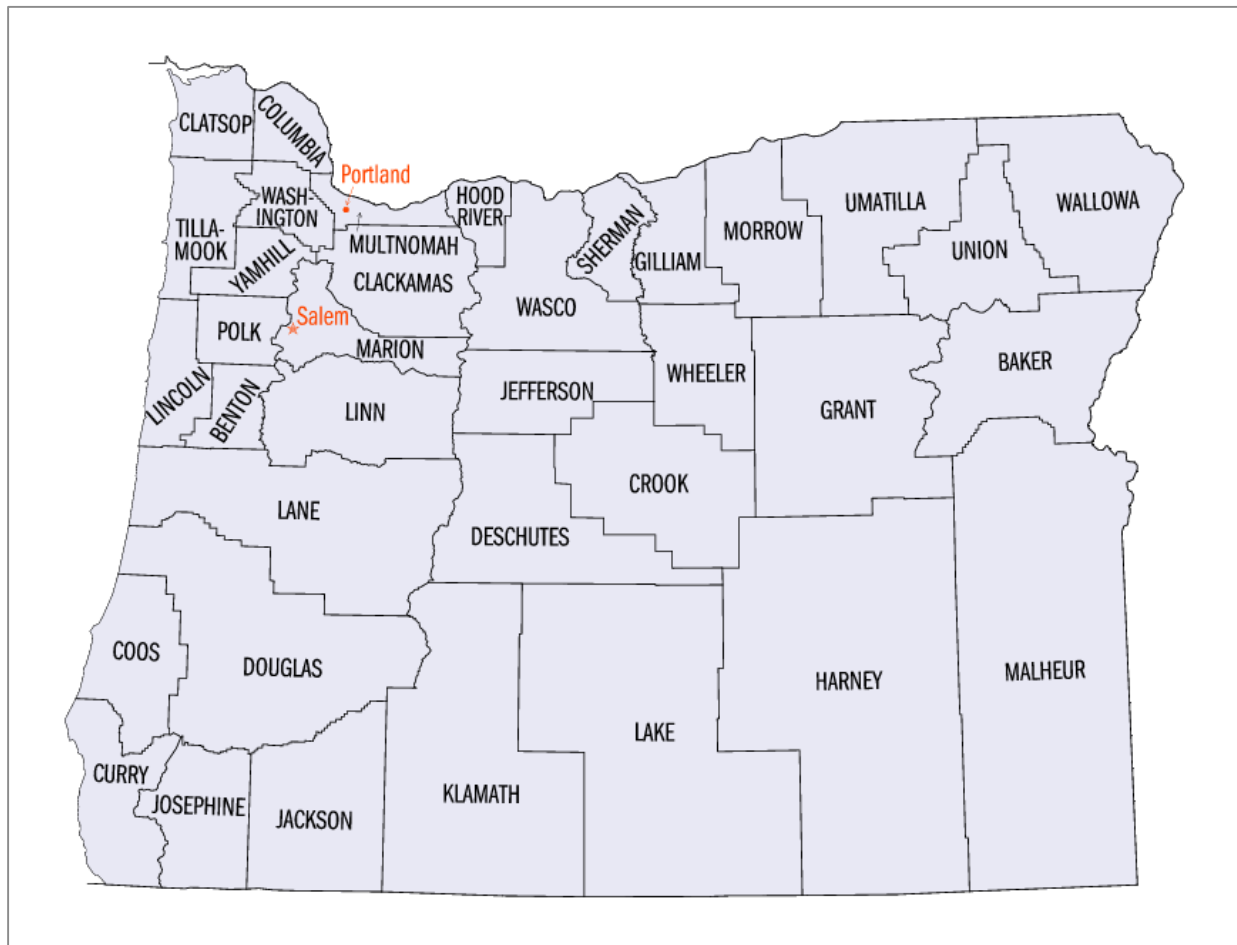 CLATSOP
COLUMBIA
Portland
WASH-
INGTON
HOOD
RIVER
TILLA-
MOOK
MULTNOMAH
YAMHILL
CLACKAMAS
SHERMAN
GILLIAM
MORROW
UMATILLA
UNION
WALLOWA
POLK
Salem
MARION
WASCO
LINCOLN
BENTON
LINN
JEFFERSON
WHEELER
GRANT
BAKER
LANE
DESCHUTES
CROOK
COOS
DOUGLAS
HARNEY
MALHEUR
LAKE
CURRY
JOSEPHINE
JACKSON
KLAMATH